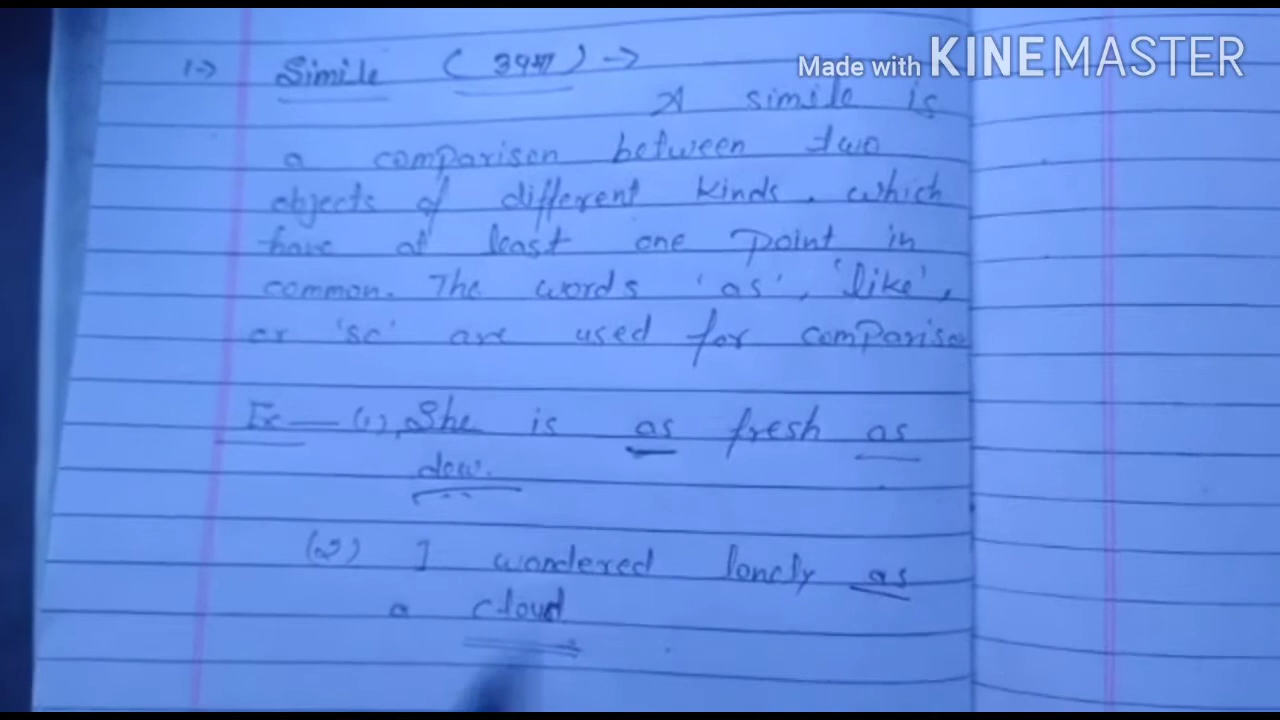 Made with KINEMASTER
1-> Simile (उपमा) ->
A simile is
a comparison between two
objects of different kinds. which
have at least one point in
common. The words 'as', 'like',
or 'so' are used for comparison
Ex — (1), She is as fresh as
dew.
(2) I wandered lonely as
a cloud